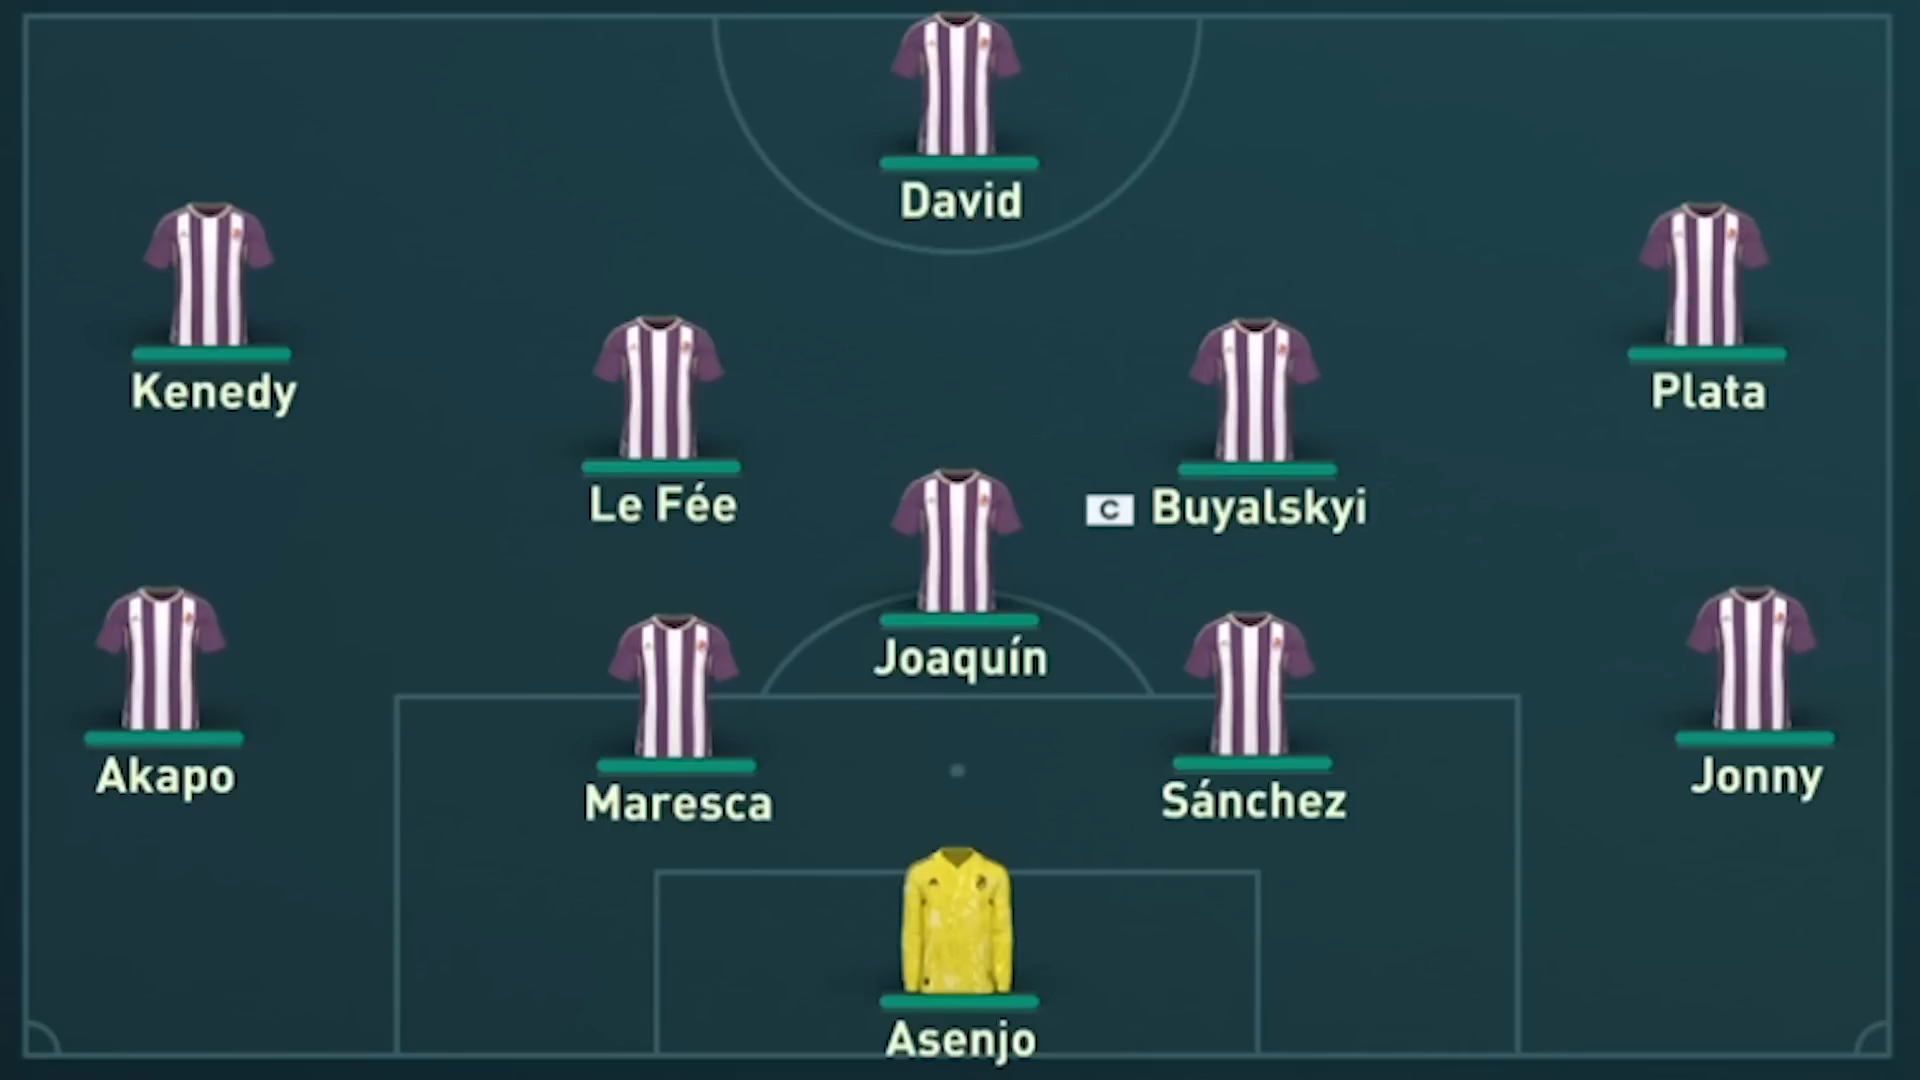 David
Kenedy
Plata
Le Fée
C Buyalskyi
Joaquín
Akapo
Maresca
Sánchez
Jonny
Asenjo